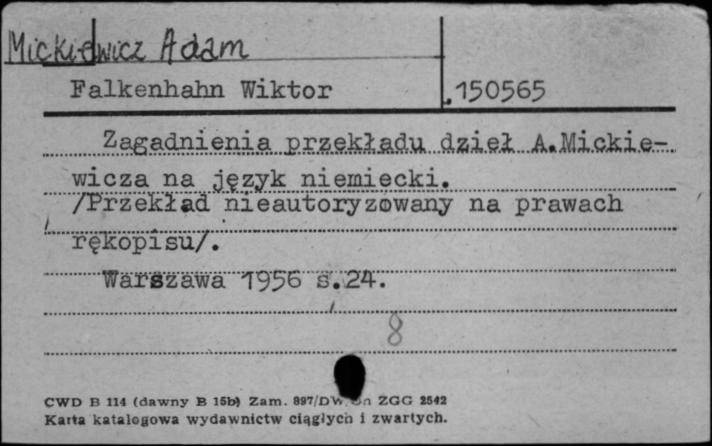 Mickiewicz Adam
Falkenhahn Wiktor .150565
Zagadnienia przekładu dzieł A.Mickie-
wicza na język niemiecki.
/Przekład nieautoryzowany na prawach
rękopisu/.
Warszawa 1956 s.24.
8
CWD B 114 (dawny B 15b) Zam. 897/DW. ZGG 2542
Karta katalogowa wydawnictw ciągłych i zwartych.